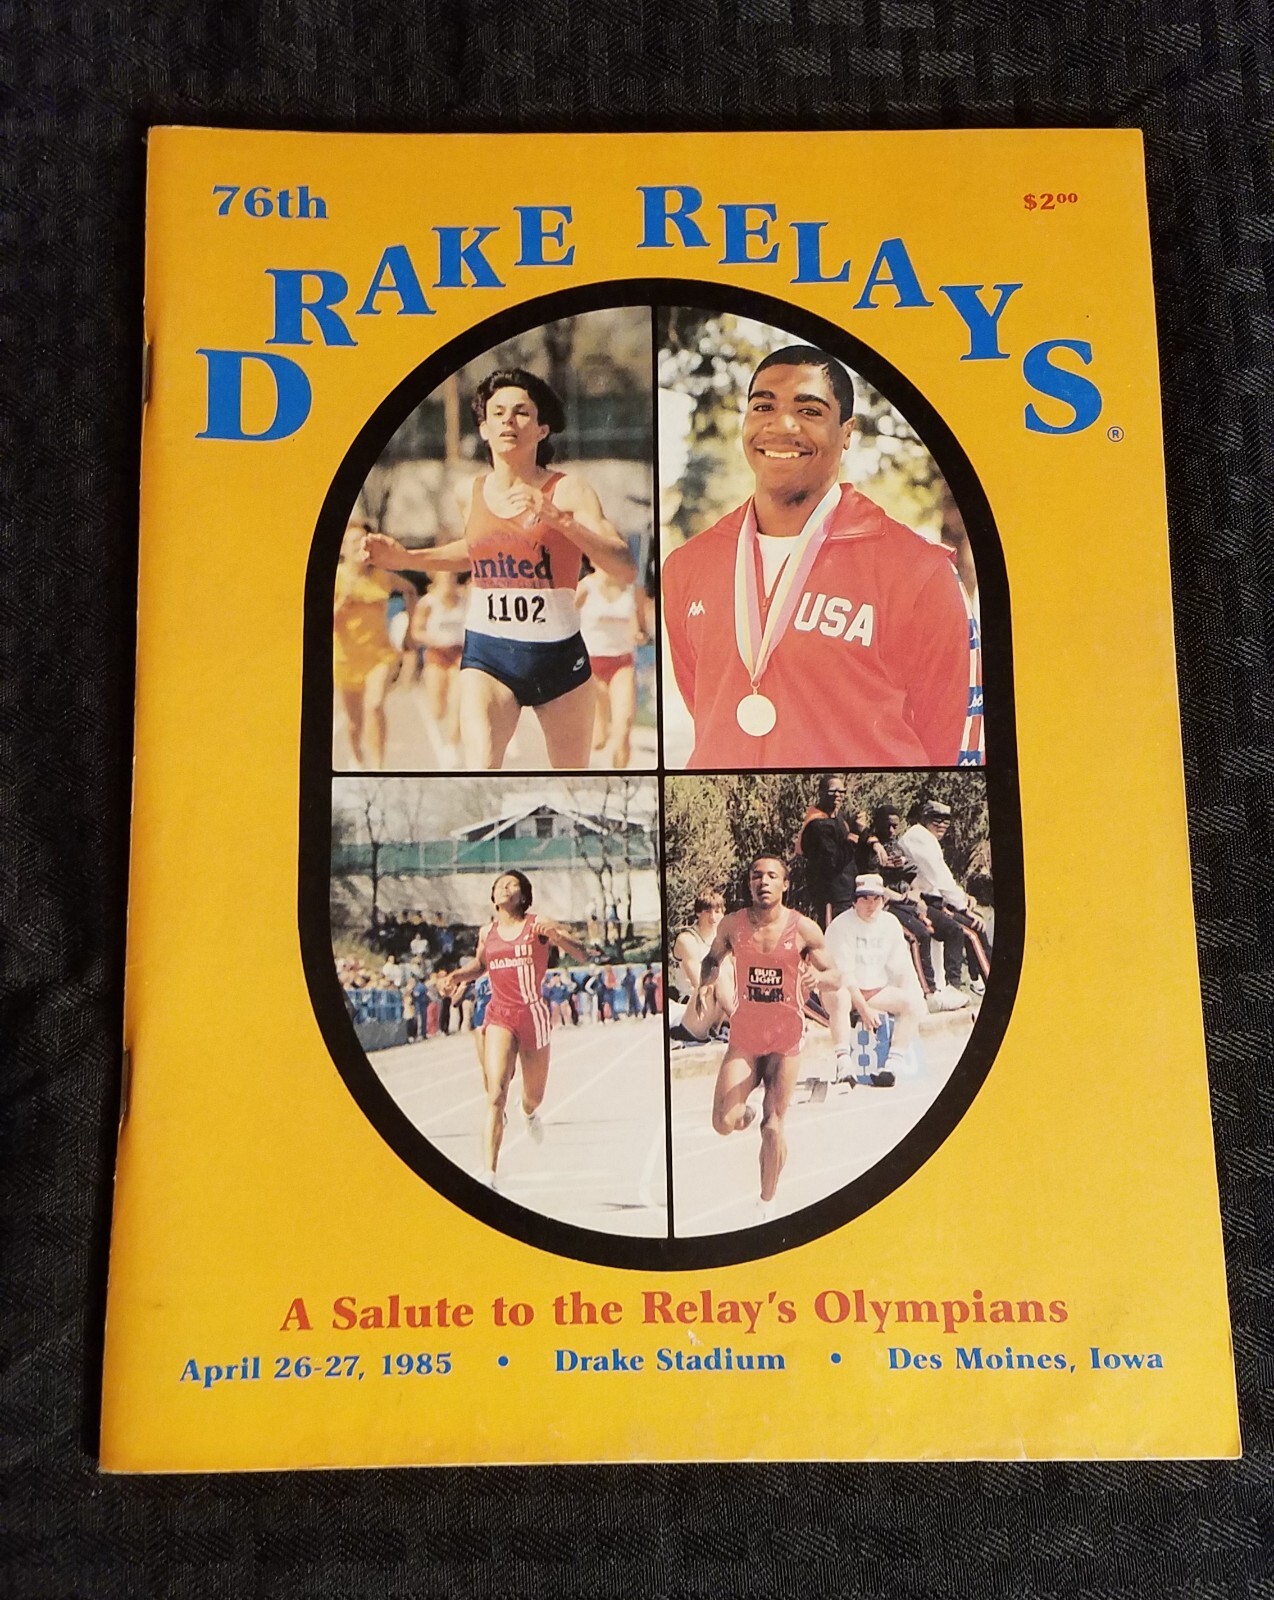 76th
$2.00
DRAKE RELAYS
®
united
1102
USA
alabama
BUD
LIGHT
A Salute to the Relay's Olympians
April 26-27, 1985 • Drake Stadium • Des Moines, Iowa